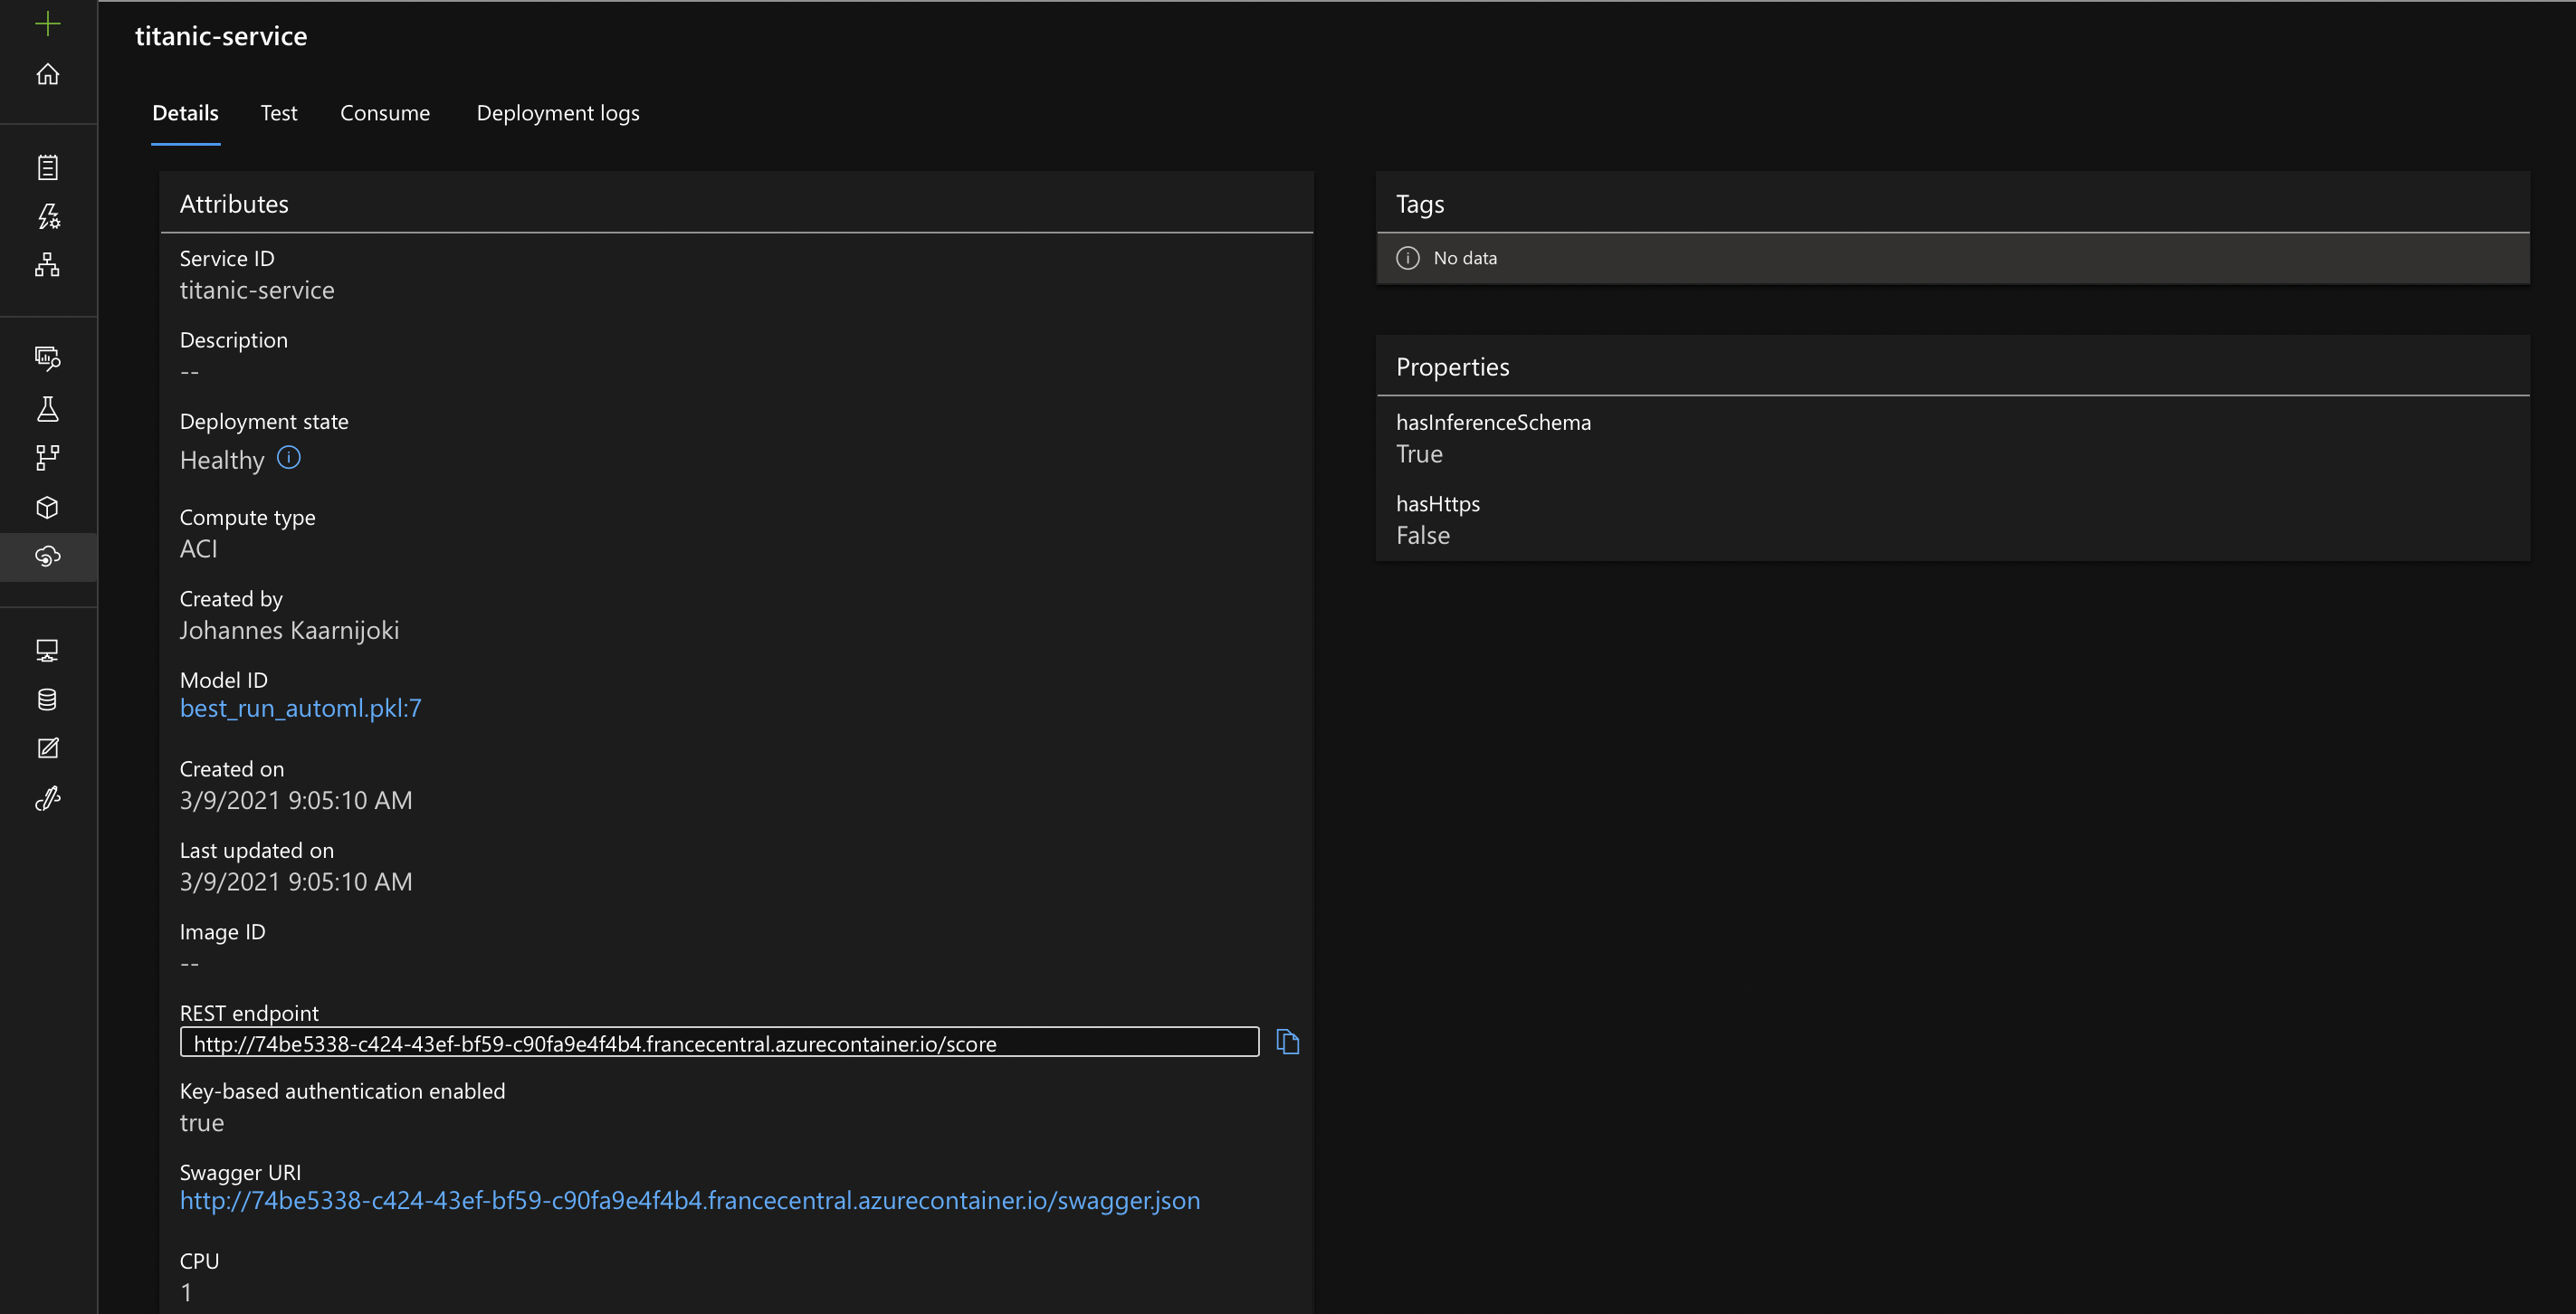 titanic-service
Details Test Consume Deployment logs
Attributes
Service ID
titanic-service
Description
--
Deployment state
Healthy
Compute type
ACI
Created by
Johannes Kaarnijoki
Model ID
best_run_automl.pkl:7
Created on
3/9/2021 9:05:10 AM
Last updated on
3/9/2021 9:05:10 AM
Image ID
--
REST endpoint
http://74be5338-c424-43ef-bf59-c90fa9e4f4b4.francecentral.azurecontainer.io/score
Key-based authentication enabled
true
Swagger URI
http://74be5338-c424-43ef-bf59-c90fa9e4f4b4.francecentral.azurecontainer.io/swagger.json
CPU
1
Tags
No data
Properties
hasInferenceSchema
True
hasHttps
False